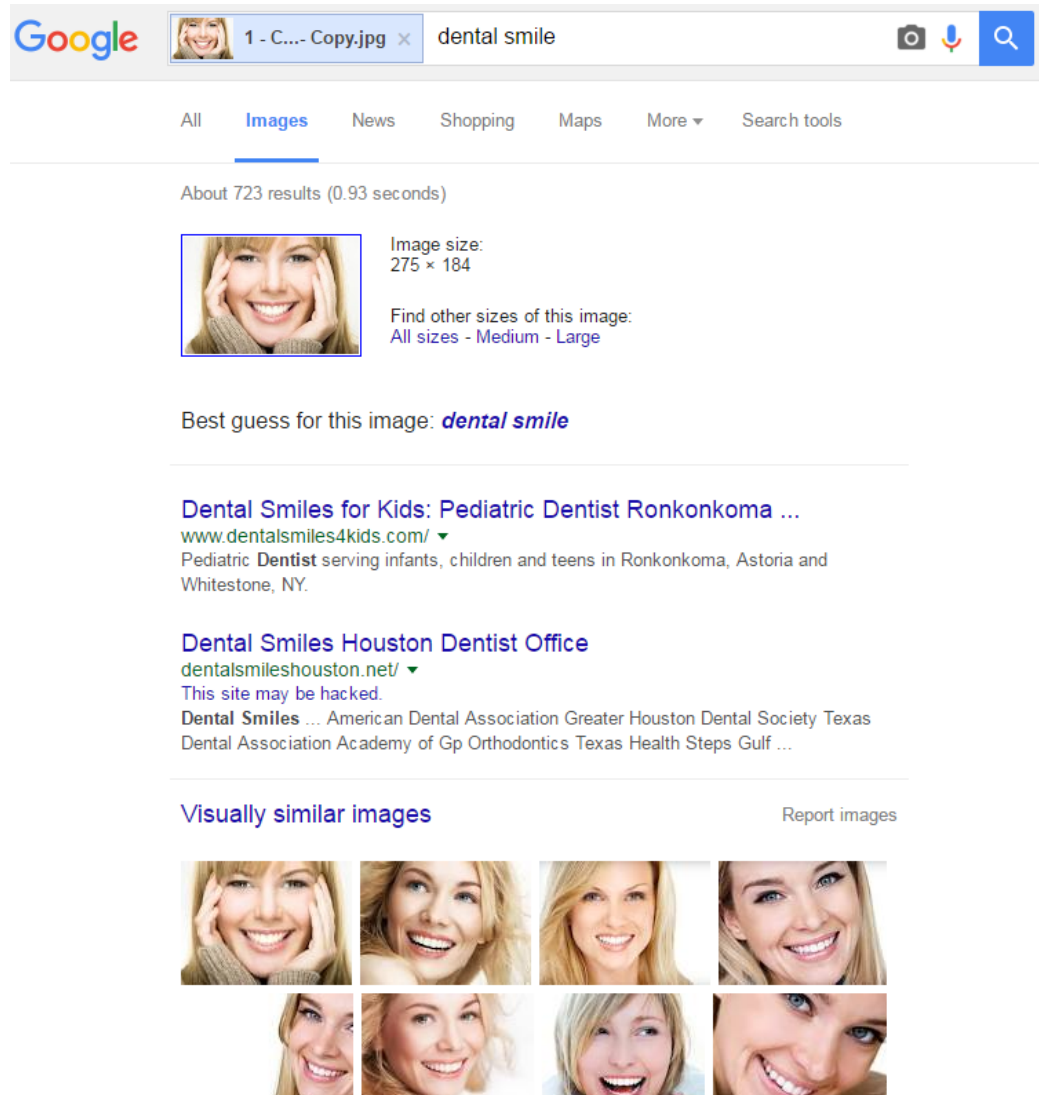 Google
1 - C...- Copy.jpg × dental smile
All Images News Shopping Maps More Search tools
About 723 results (0.93 seconds)
Image size:
275 × 184
Find other sizes of this image:
All sizes - Medium - Large
Best guess for this image: dental smile
Dental Smiles for Kids: Pediatric Dentist Ronkonkoma ...
www.dentalsmiles4kids.com/
Pediatric Dentist serving infants, children and teens in Ronkonkoma, Astoria and
Whitestone, NY.
Dental Smiles Houston Dentist Office
dentalsmileshouston.net/
This site may be hacked.
Dental Smiles ... American Dental Association Greater Houston Dental Society Texas
Dental Association Academy of Gp Orthodontics Texas Health Steps Gulf ...
Visually similar images Report images